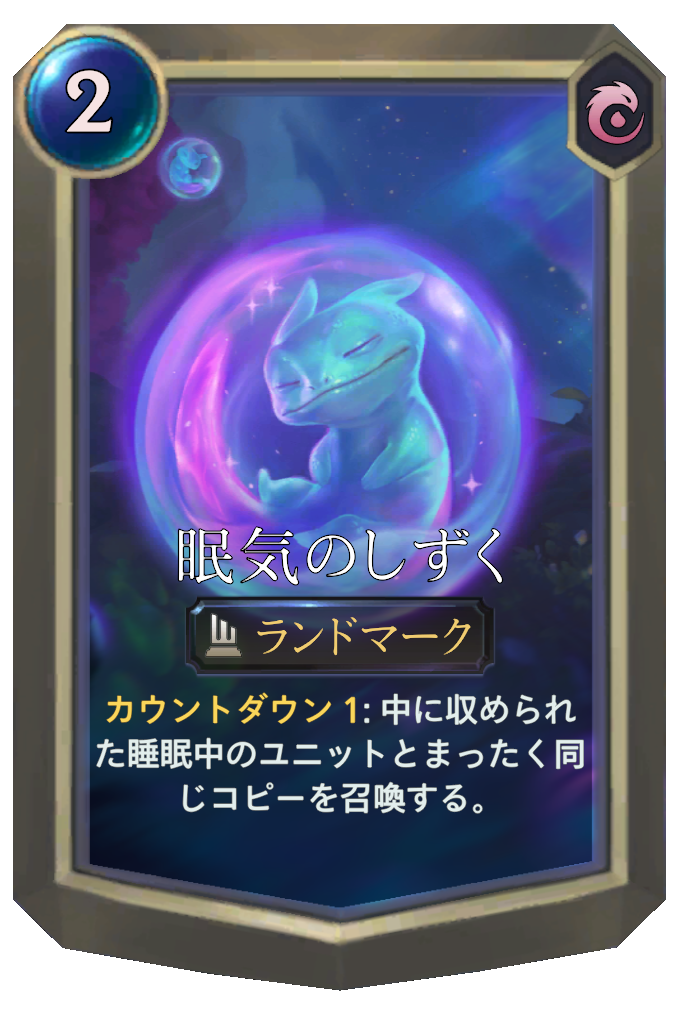 2
眠気のしずく
ランドマーク
カウントダウン 1: 中に収められ
た睡眠中のユニットとまったく同
じコピーを召喚する。